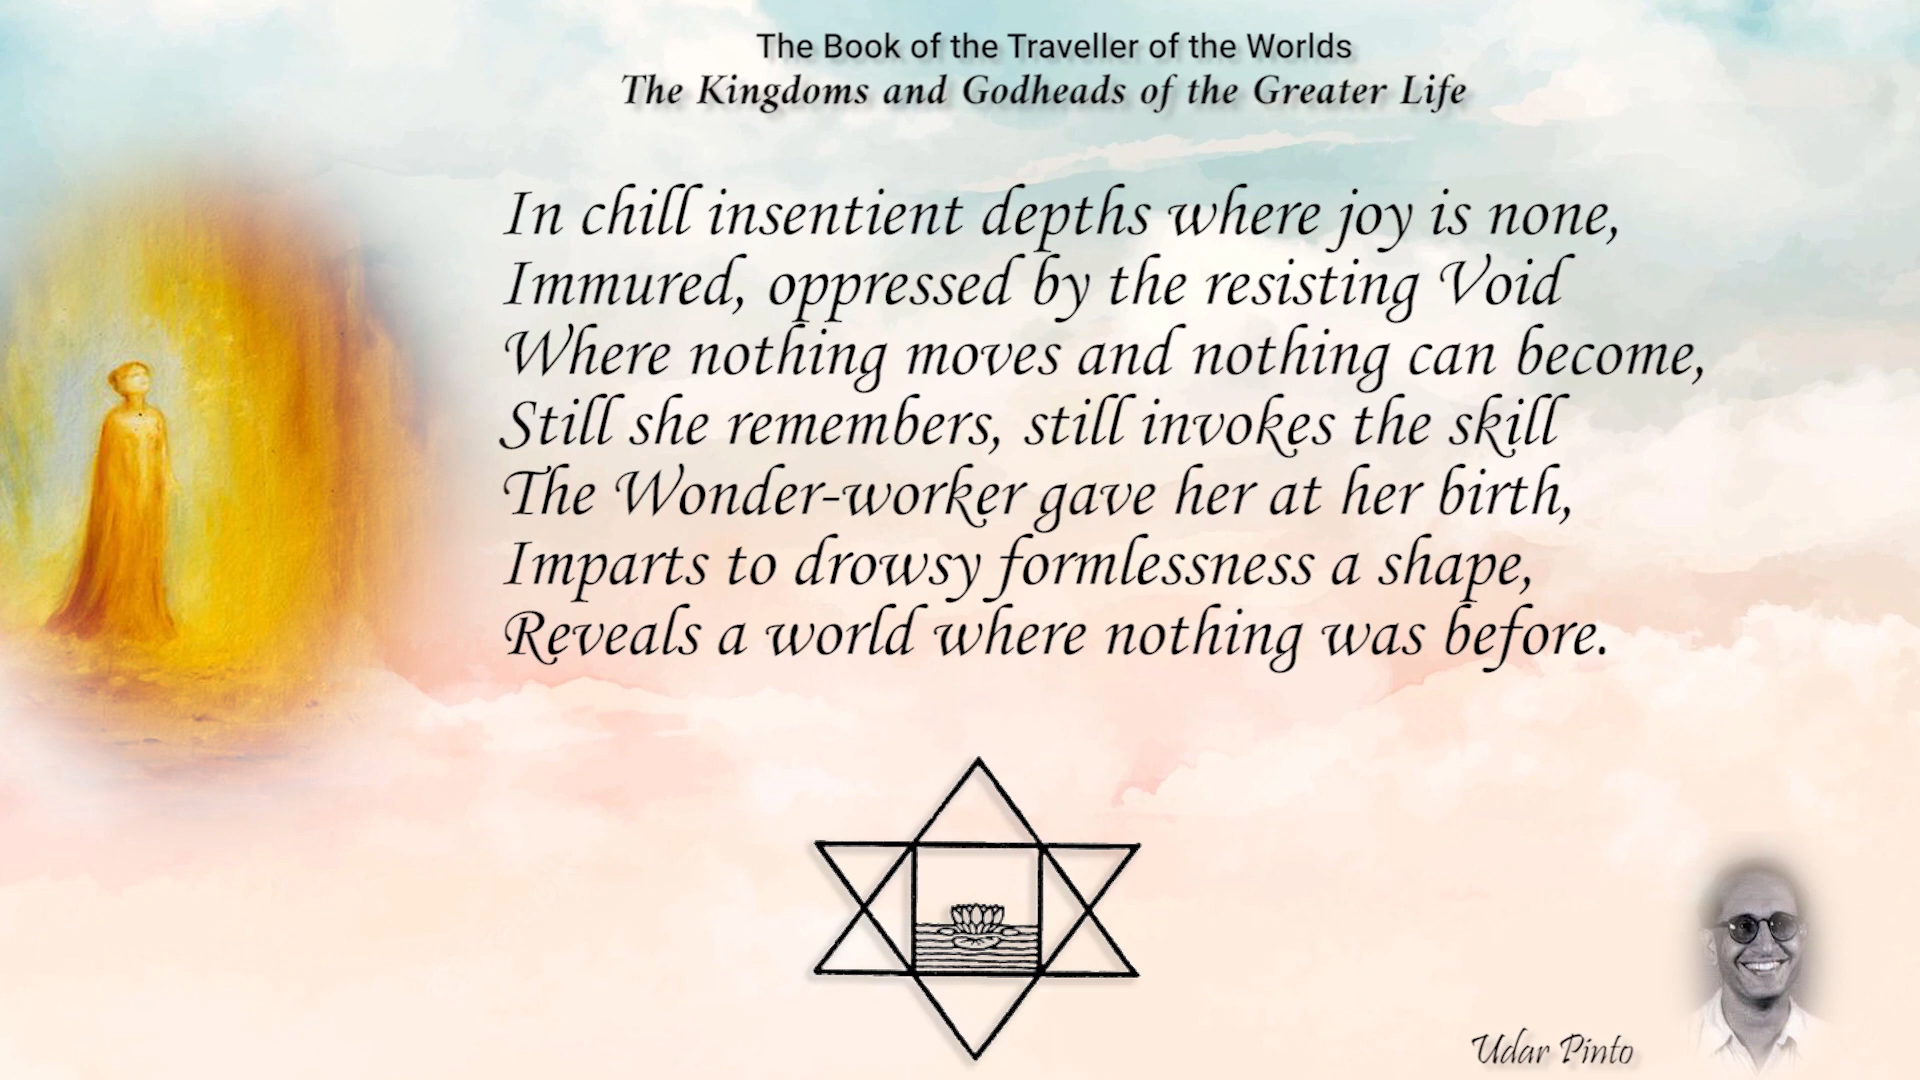 The Book of the Traveller of the Worlds
The Kingdoms and Godheads of the Greater Life
In chill insentient depths where joy is none,
Immured, oppressed by the resisting Void
Where nothing moves and nothing can become,
Still she remembers, still invokes the skill
The Wonder-worker gave her at her birth,
Imparts to drowsy formlessness a shape,
Reveals a world where nothing was before.
Udar Pinto